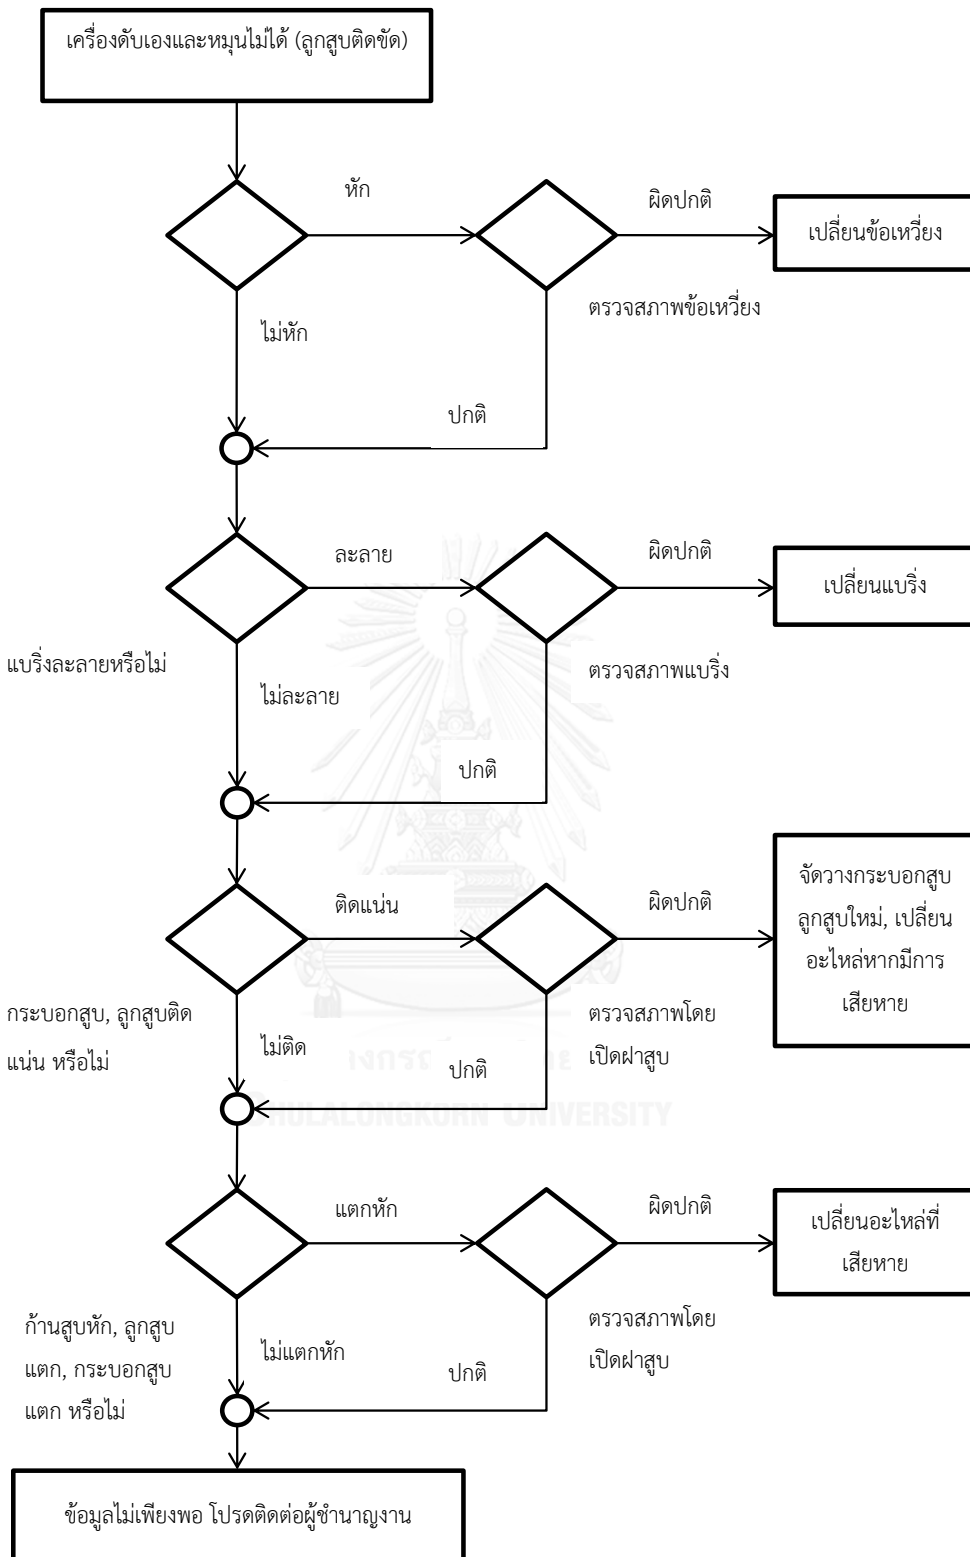 เครื่องดับเองและหมุนไม่ได้ (ลูกสูบติดขัด)
หัก
ผิดปกติ
เปลี่ยนข้อเหวี่ยง
ตรวจสภาพข้อเหวี่ยง
ไม่หัก
ปกติ
ละลาย
ผิดปกติ
เปลี่ยนแบริ่ง
แบริ่งละลายหรือไม่
ตรวจสภาพแบริ่ง
ไม่ละลาย
ปกติ
ติดแน่น
ผิดปกติ
จัดวางกระบอกสูบ
ลูกสูบใหม่, เปลี่ยน
อะไหล่หากมีการ
เสียหาย
กระบอกสูบ, ลูกสูบติด
แน่น หรือไม่
ไม่ติด
ตรวจสภาพโดย
เปิดฝาสูบ
ปกติ
CHULALONGKORN UNIVERSITY
แตกหัก
ผิดปกติ
เปลี่ยนอะไหล่ที่
เสียหาย
ก้านสูบหัก, ลูกสูบ
แตก, กระบอกสูบ
แตก หรือไม่
ไม่แตกหัก
ตรวจสภาพโดย
เปิดฝาสูบ
ปกติ
ข้อมูลไม่เพียงพอ โปรดติดต่อผู้ชำนาญงาน